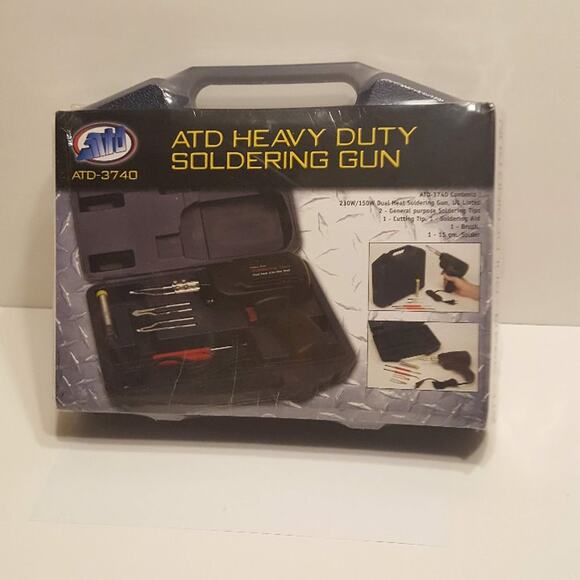 atd
ATD-3740
ATD HEAVY DUTY
SOLDERING GUN
ATD-3740 Contents:
230W/150W Dual Heat Soldering Gun, UL Listed
2 - General purpose Soldering Tips
1 - Cutting Tip, 1 - Soldering Aid
1 - Brush,
1 - 15 gm. Solder